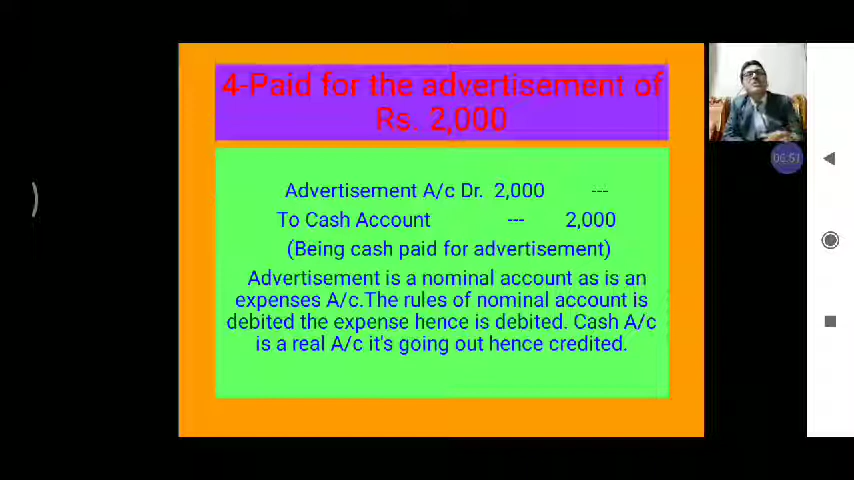 4-Paid for the advertisement of
Rs. 2,000
Advertisement A/c Dr. 2,000 ---
To Cash Account --- 2,000
(Being cash paid for advertisement)
Advertisement is a nominal account as is an
expenses A/c.The rules of nominal account is
debited the expense hence is debited. Cash A/c
is a real A/c it's going out hence credited.